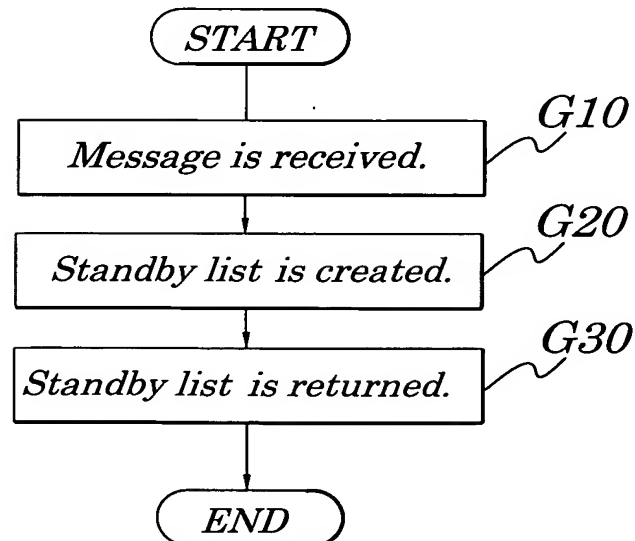 START
G10
Message is received.
G20
Standby list is created.
G30
Standby list is returned.
END